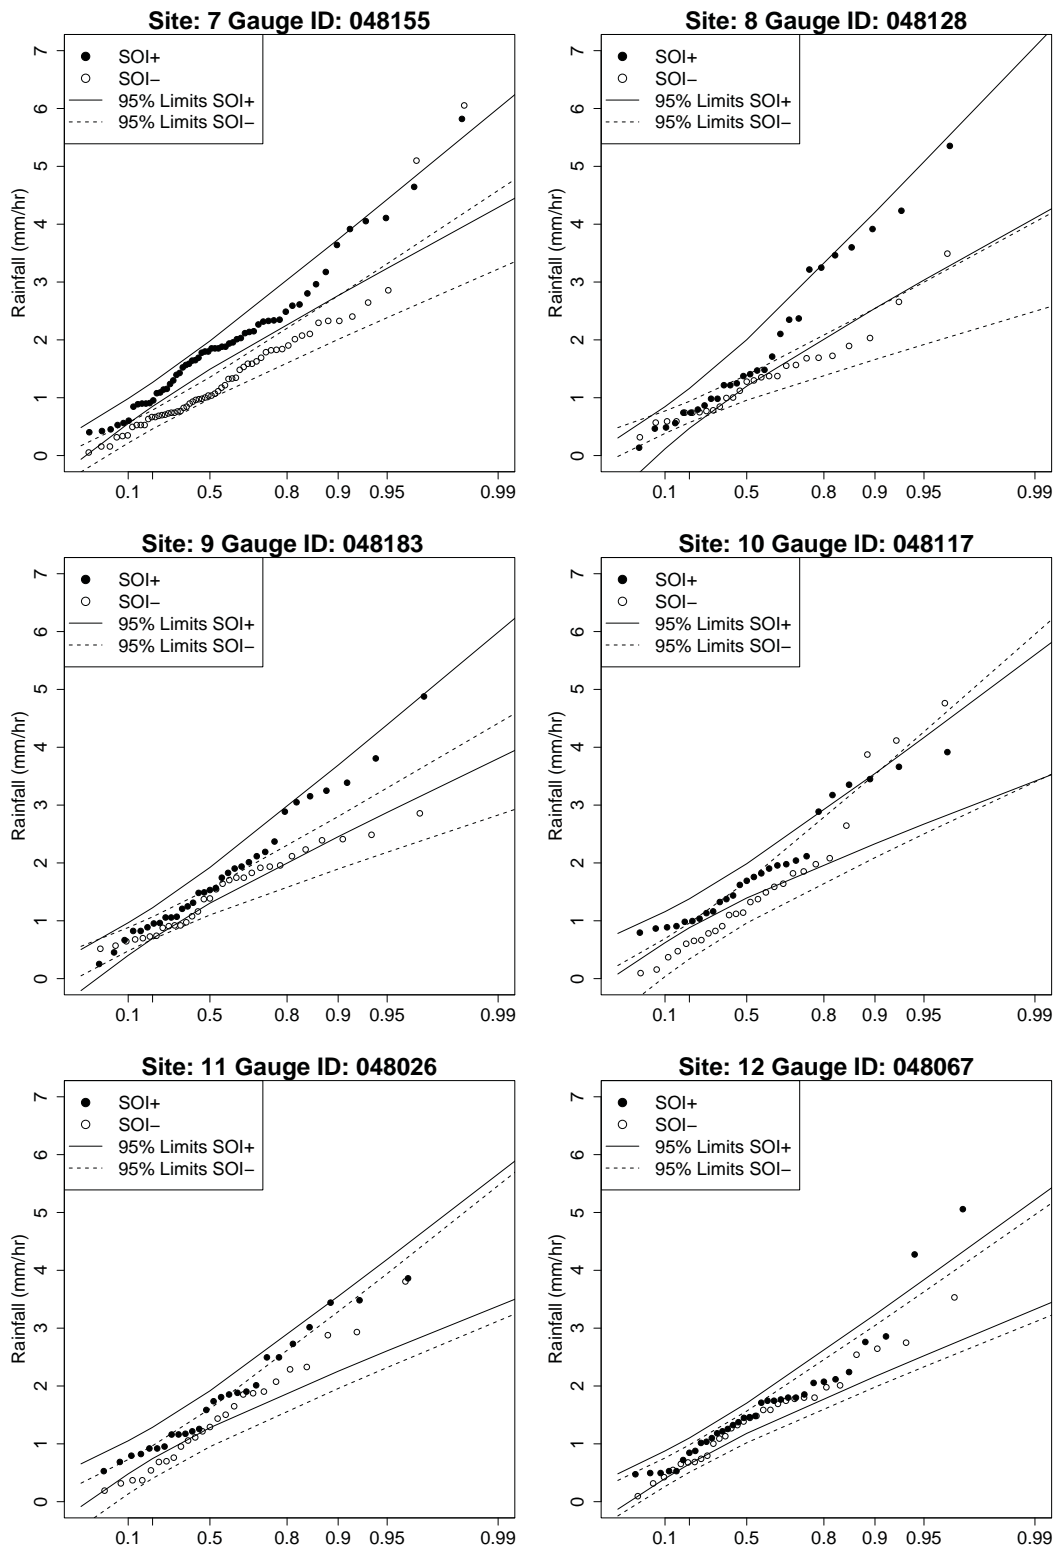 Site: 7 Gauge ID: 048155
SOI+
SOI−
95% Limits SOI+
95% Limits SOI−
Rainfall (mm/hr)
7
6
5
4
3
2
1
0
0.1 0.5 0.8 0.9 0.95 0.99
Site: 8 Gauge ID: 048128
SOI+
SOI−
95% Limits SOI+
95% Limits SOI−
Rainfall (mm/hr)
7
6
5
4
3
2
1
0
0.1 0.5 0.8 0.9 0.95 0.99
Site: 9 Gauge ID: 048183
SOI+
SOI−
95% Limits SOI+
95% Limits SOI−
Rainfall (mm/hr)
7
6
5
4
3
2
1
0
0.1 0.5 0.8 0.9 0.95 0.99
Site: 10 Gauge ID: 048117
SOI+
SOI−
95% Limits SOI+
95% Limits SOI−
Rainfall (mm/hr)
7
6
5
4
3
2
1
0
0.1 0.5 0.8 0.9 0.95 0.99
Site: 11 Gauge ID: 048026
SOI+
SOI−
95% Limits SOI+
95% Limits SOI−
Rainfall (mm/hr)
7
6
5
4
3
2
1
0
0.1 0.5 0.8 0.9 0.95 0.99
Site: 12 Gauge ID: 048067
SOI+
SOI−
95% Limits SOI+
95% Limits SOI−
Rainfall (mm/hr)
7
6
5
4
3
2
1
0
0.1 0.5 0.8 0.9 0.95 0.99